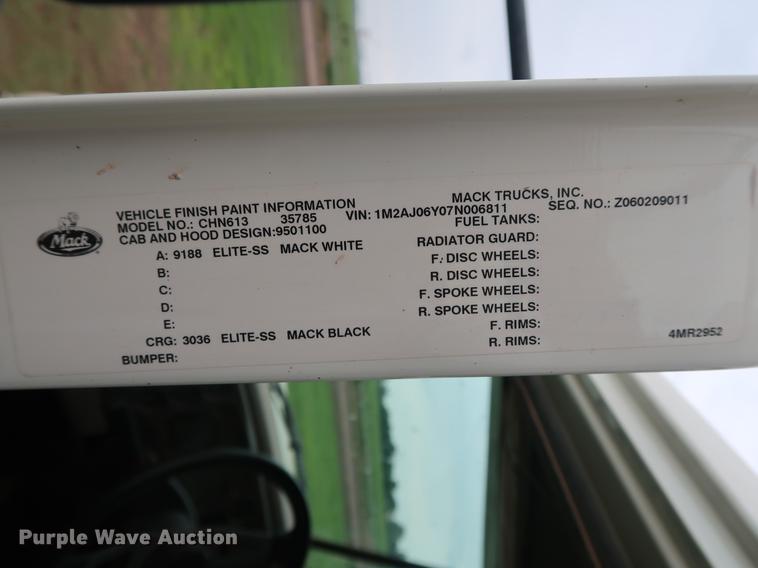 MACK TRUCKS, INC.
VEHICLE FINISH PAINT INFORMATION
MODEL NO.: CHN613 35785 VIN: 1M2AJ06Y07N006811 SEQ. NO.: Z060209011
CAB AND HOOD DESIGN:9501100 FUEL TANKS:
A: 9188 ELITE-SS MACK WHITE RADIATOR GUARD:
B: F. DISC WHEELS:
C: R. DISC WHEELS:
D: F. SPOKE WHEELS:
E: R. SPOKE WHEELS:
CRG: 3036 ELITE-SS MACK BLACK F. RIMS:
BUMPER: R. RIMS:
4MR2952
Mack
Purple Wave Auction